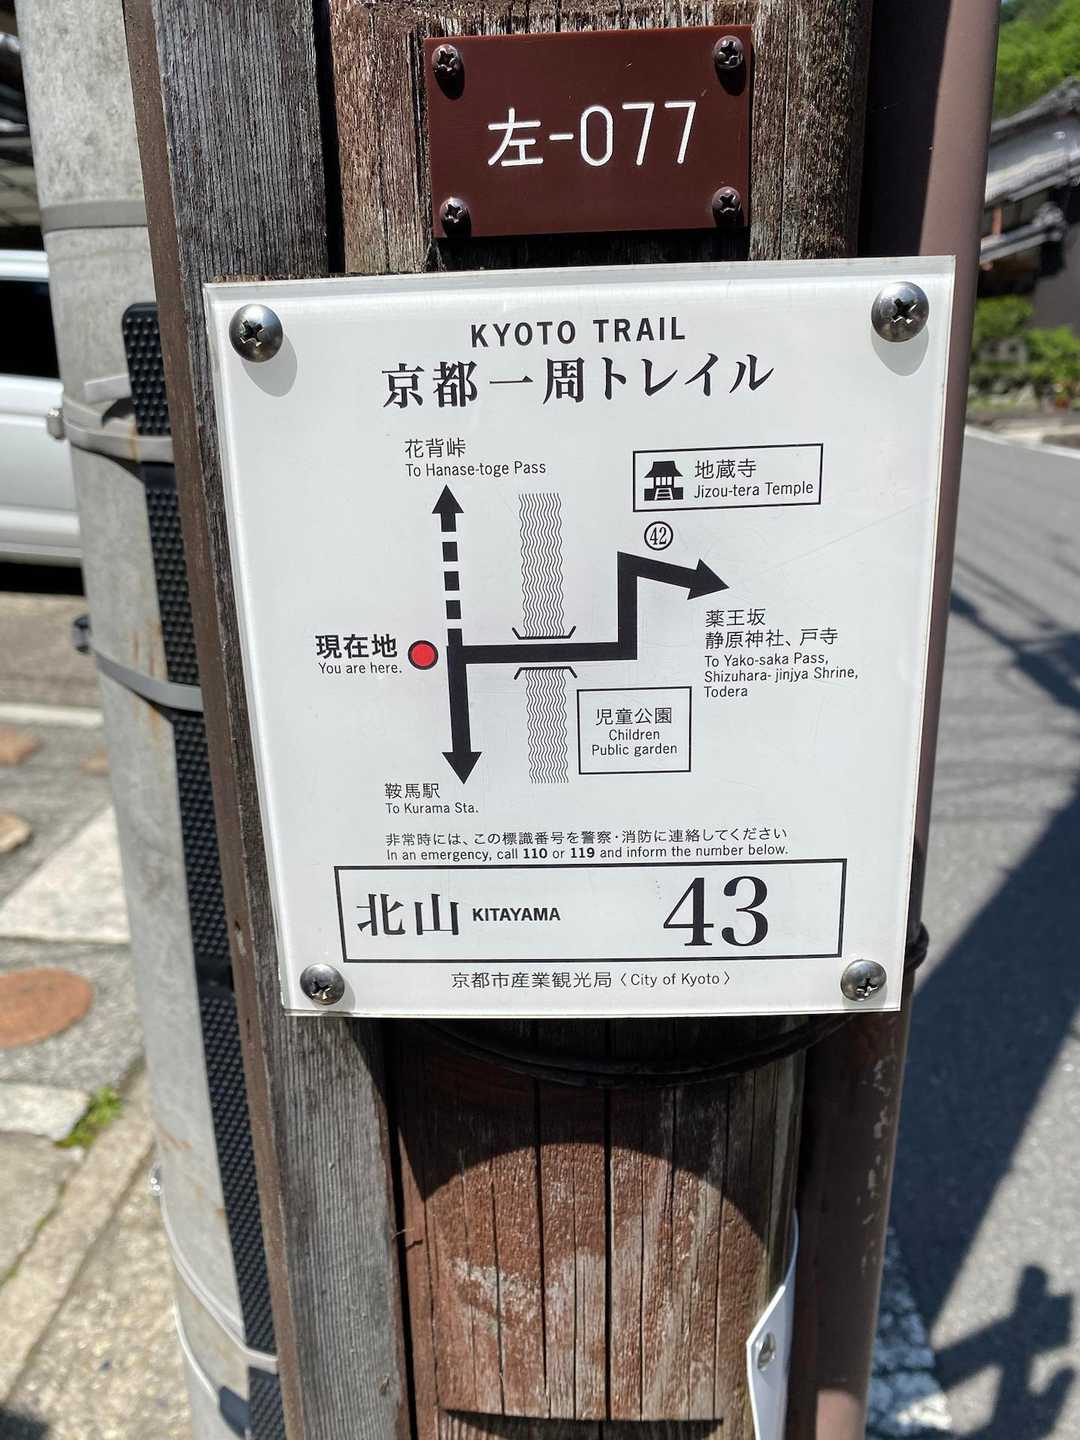 左-077
KYOTO TRAIL
京都一周トレイル
花背峠
To Hanase-toge Pass
地蔵寺
Jizou-tera Temple
42
現在地
You are here.
薬王坂
静原神社、戸寺
To Yako-saka Pass,
Shizuhara- jinjya Shrine,
Todera
児童公園
Children
Public garden
鞍馬駅
To Kurama Sta.
非常時には、この標識番号を警察・消防に連絡してください
In an emergency, call 110 or 119 and inform the number below.
北山 KITAYAMA 43
京都市産業観光局〈City of Kyoto〉